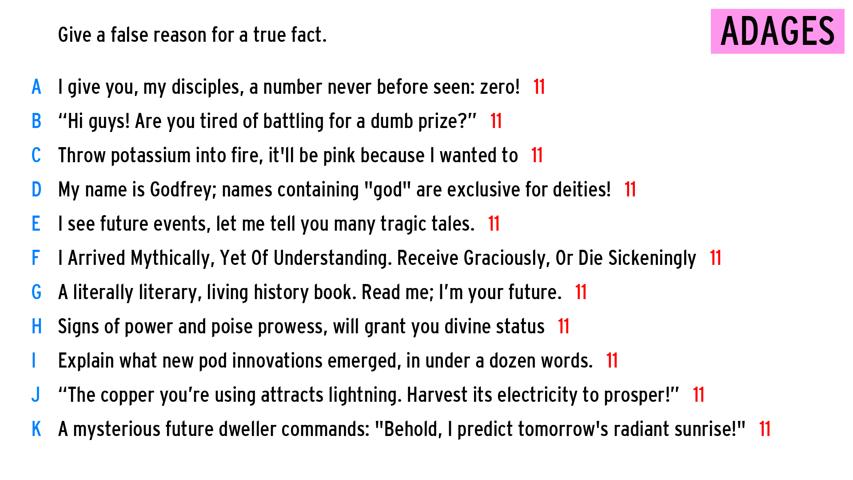 ADAGES
Give a false reason for a true fact.
A I give you, my disciples, a number never before seen: zero! 11
B “Hi guys! Are you tired of battling for a dumb prize?” 11
C Throw potassium into fire, it'll be pink because I wanted to 11
D My name is Godfrey; names containing "god" are exclusive for deities! 11
E I see future events, let me tell you many tragic tales. 11
F I Arrived Mythically, Yet Of Understanding. Receive Graciously, Or Die Sickeningly 11
G A literally literary, living history book. Read me; I’m your future. 11
H Signs of power and poise prowess, will grant you divine status 11
I Explain what new pod innovations emerged, in under a dozen words. 11
J “The copper you’re using attracts lightning. Harvest its electricity to prosper!” 11
K A mysterious future dweller commands: "Behold, I predict tomorrow's radiant sunrise!" 11